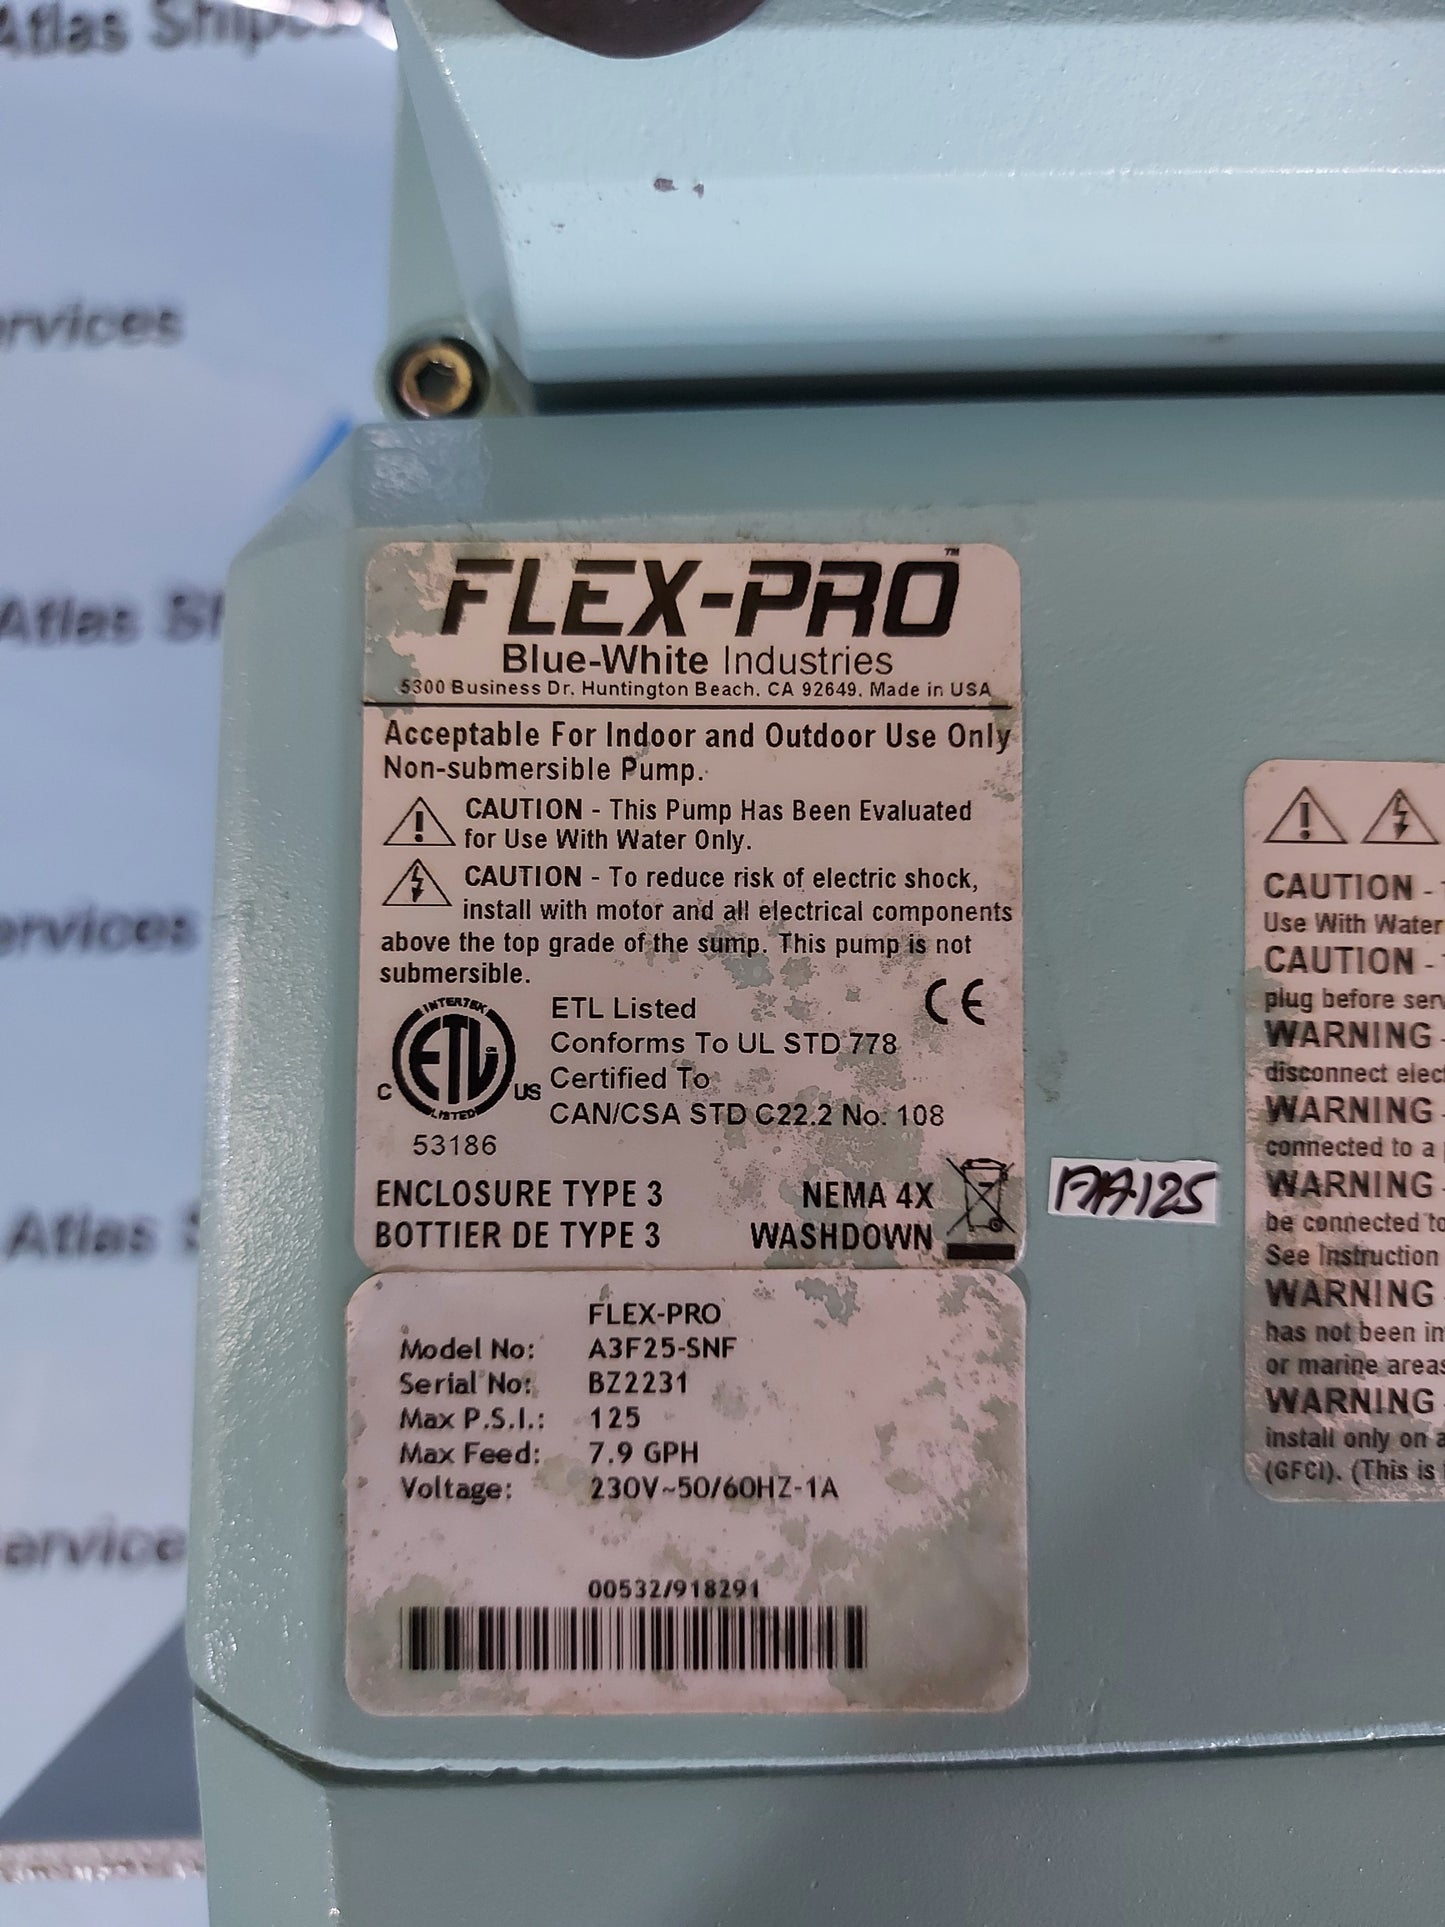 Atlas
ervices
Atlas
ervices
Atlas
ervice
FLEX-PRO™
Blue-White Industries
5300 Business Dr. Huntington Beach. CA 92649. Made in USA
Acceptable For Indoor and Outdoor Use Only
Non-submersible Pump.
CAUTION - This Pump Has Been Evaluated
for Use With Water Only.
CAUTION - To reduce risk of electric shock,
install with motor and all electrical components
above the top grade of the sump. This pump is not
submersible.
INTERTEK
ETL
LISTED
C US
53186
ETL Listed
Conforms To UL STD 778
Certified To
CAN/CSA STD C22.2 No. 108
CE
ENCLOSURE TYPE 3
BOTTIER DE TYPE 3
NEMA 4X
WASHDOWN
FLEX-PRO
Model No: A3F25-SNF
Serial No: BZ2231
Max P.S.I.: 125
Max Feed: 7.9 GPH
Voltage: 230V~50/60HZ-1A
00532/918291
CAUTION -
Use With Water
CAUTION -
plug before serv
WARNING -
disconnect elect
WARNING -
connected to a
WARNING -
be connected to
See Instruction
WARNING -
has not been in
or marine areas
WARNING -
install only on a
(GFCI). (This is